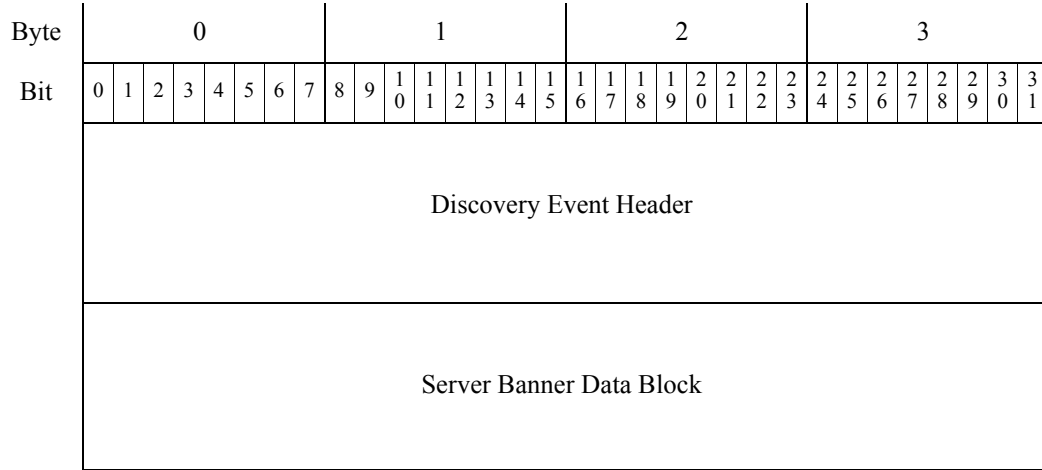 Byte 0 1 2 3
Bit 0 1 2 3 4 5 6 7 8 9 10 11 12 13 14 15 16 17 18 19 20 21 22 23 24 25 26 27 28 29 30 31
Discovery Event Header
Server Banner Data Block